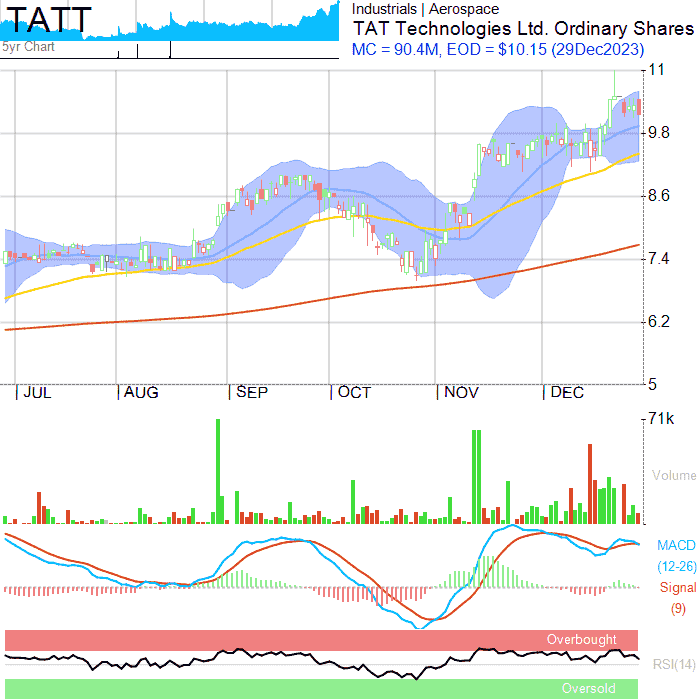 TATT
5yr Chart
Industrials | Aerospace
TAT Technologies Ltd. Ordinary Shares
MC = 90.4M, EOD = $10.15 (29Dec2023)
11
9.8
8.6
7.4
6.2
5
JUL AUG SEP OCT NOV DEC
71k
Volume
MACD
(12-26)
Signal
(9)
Overbought
RSI(14)
Oversold